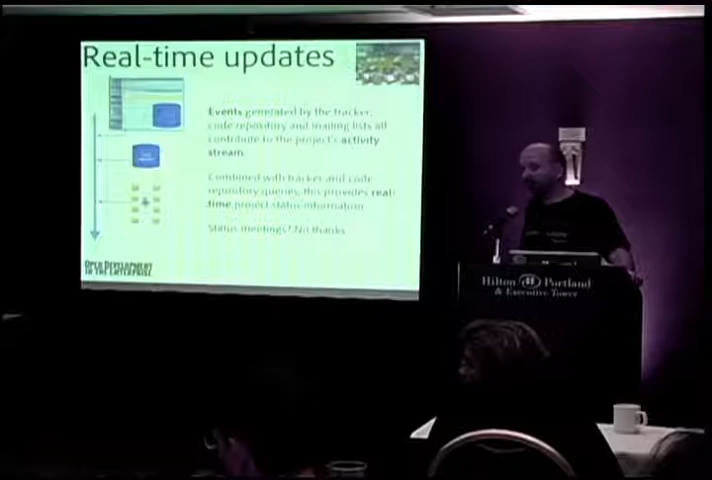 Real-time updates
Events generated by the tracker,
code repository and mailing lists all
contribute to the project's activity
stream.
Combined with tracker and code
repository queries, this provides real-
time project status information.
Status meetings? No thanks.
OPEN DEVELOPMENT
IN THE ENTERPRISE
Hilton Portland
& Executive Tower